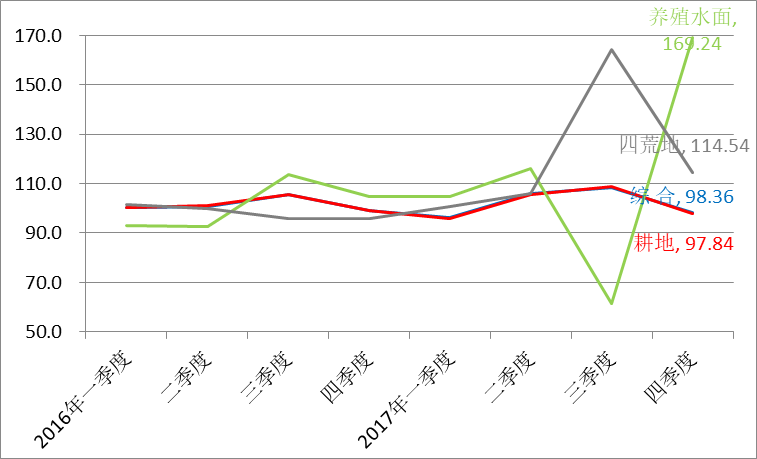 养殖水面,
169.24
170.0
150.0
130.0
四荒地, 114.54
110.0
综 合, 98.36
90.0
耕地, 97.84
70.0
50.0
2016年一季度
二季度
三季度
四季度
2017年一季度
二季度
三季度
四季度